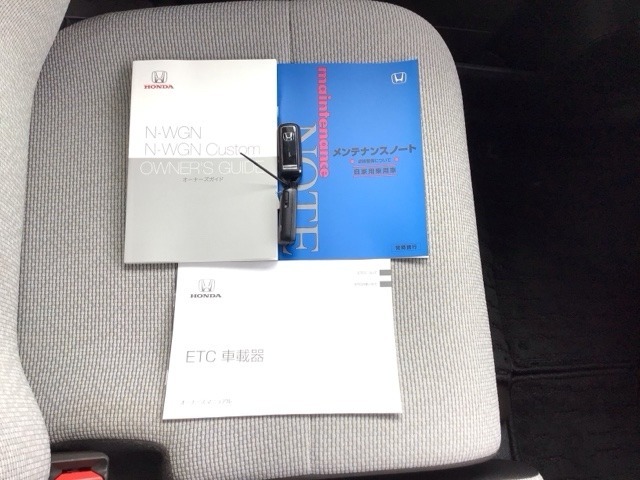 HONDA
N-WGN
N-WGN Custom
OWNER'S GUIDE
オーナーズガイド
maintenance
NOTE
メンテナンスノート
自家用乗用車
HONDA
ETC 車載器